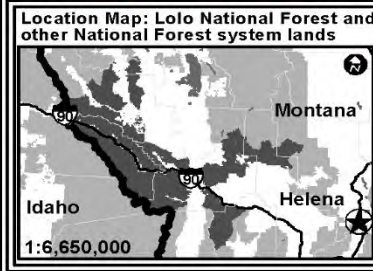 Location Map: Lolo National Forest and
other National Forest system lands
N
90
Montana
90
Helena
Idaho
1:6,650,000